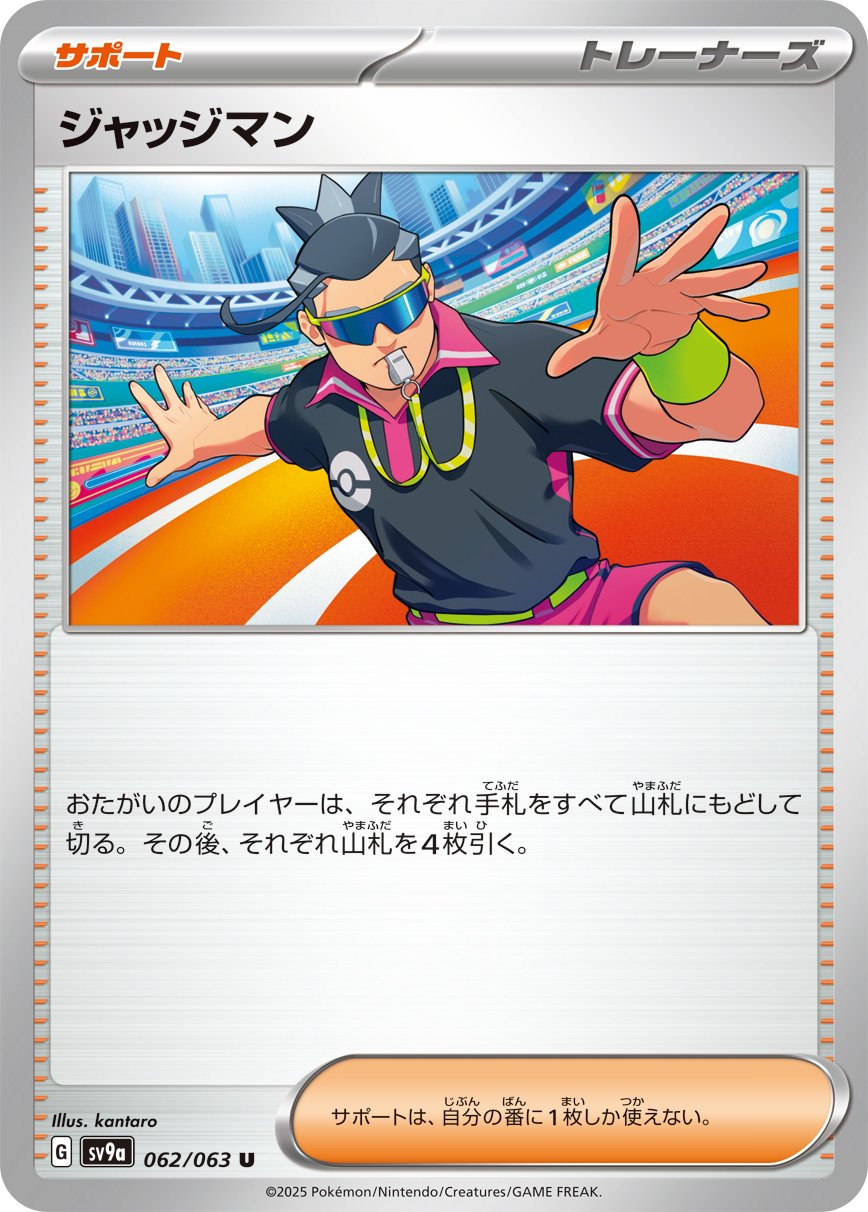 サポート
トレーナーズ
ジャッジマン
おたがいのプレイヤーは、それぞれ手札をすべて山札にもどして
切る。その後、それぞれ山札を4枚引く。
サポートは、自分の番に1枚しか使えない。
Illus. kantaro
G sv9a 062/063 U
©2025 Pokémon/Nintendo/Creatures/GAME FREAK.